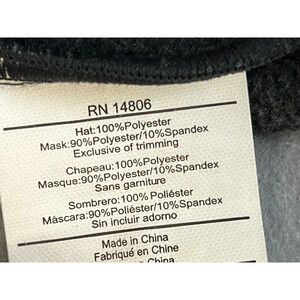 RN 14806
Hat:100%Polyester
Mask:90%Polyester/10%Spandex
Exclusive of trimming
Chapeau:100%Polyester
Masque:90%Polyester/10%Spandex
Sans garniture
Sombrero:100% Poliéster
Máscara:90%Poliéster/10%Spandex
Sin incluir adorno
Made in China
Fabriqué en Chine